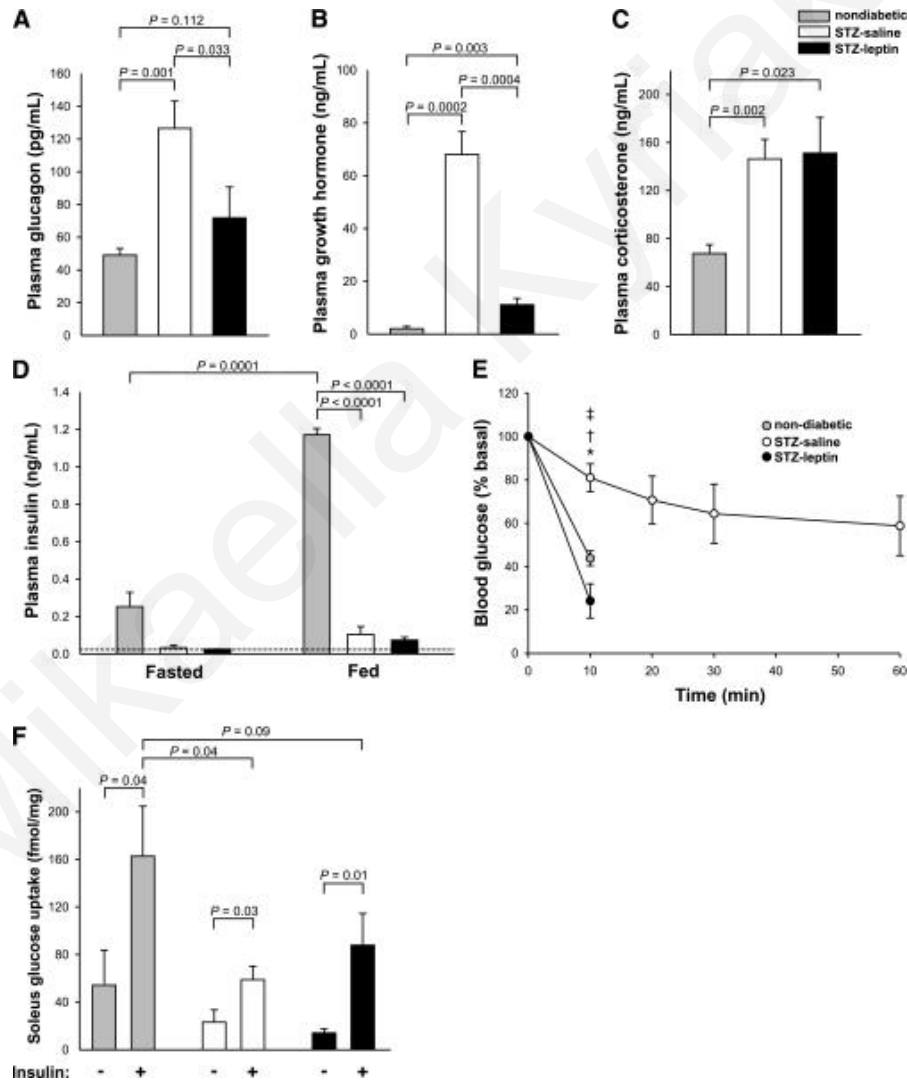 A
P = 0.112
P = 0.033
P = 0.001
Plasma glucagon (pg/mL)
160
140
120
100
80
60
40
20
0
B
P = 0.003
P = 0.0004
P = 0.0002
Plasma growth hormone (ng/mL)
100
80
60
40
20
0
C
nondiabetic
STZ-saline
STZ-leptin
P = 0.023
P = 0.002
Plasma corticosterone (ng/mL)
200
160
120
80
40
0
D
P = 0.0001
P < 0.0001
P < 0.0001
Plasma insulin (ng/mL)
1.4
1.2
1.0
0.8
0.6
0.4
0.2
0.0
Fasted Fed
E
‡
†
*
non-diabetic
STZ-saline
STZ-leptin
Blood glucose (% basal)
120
100
80
60
40
20
0
0 10 20 30 40 50 60
Time (min)
F
P = 0.09
P = 0.04
P = 0.04
P = 0.03
P = 0.01
Soleus glucose uptake (fmol/mg)
200
160
120
80
40
0
Insulin: - + - + - +
Mikaella Kyriak